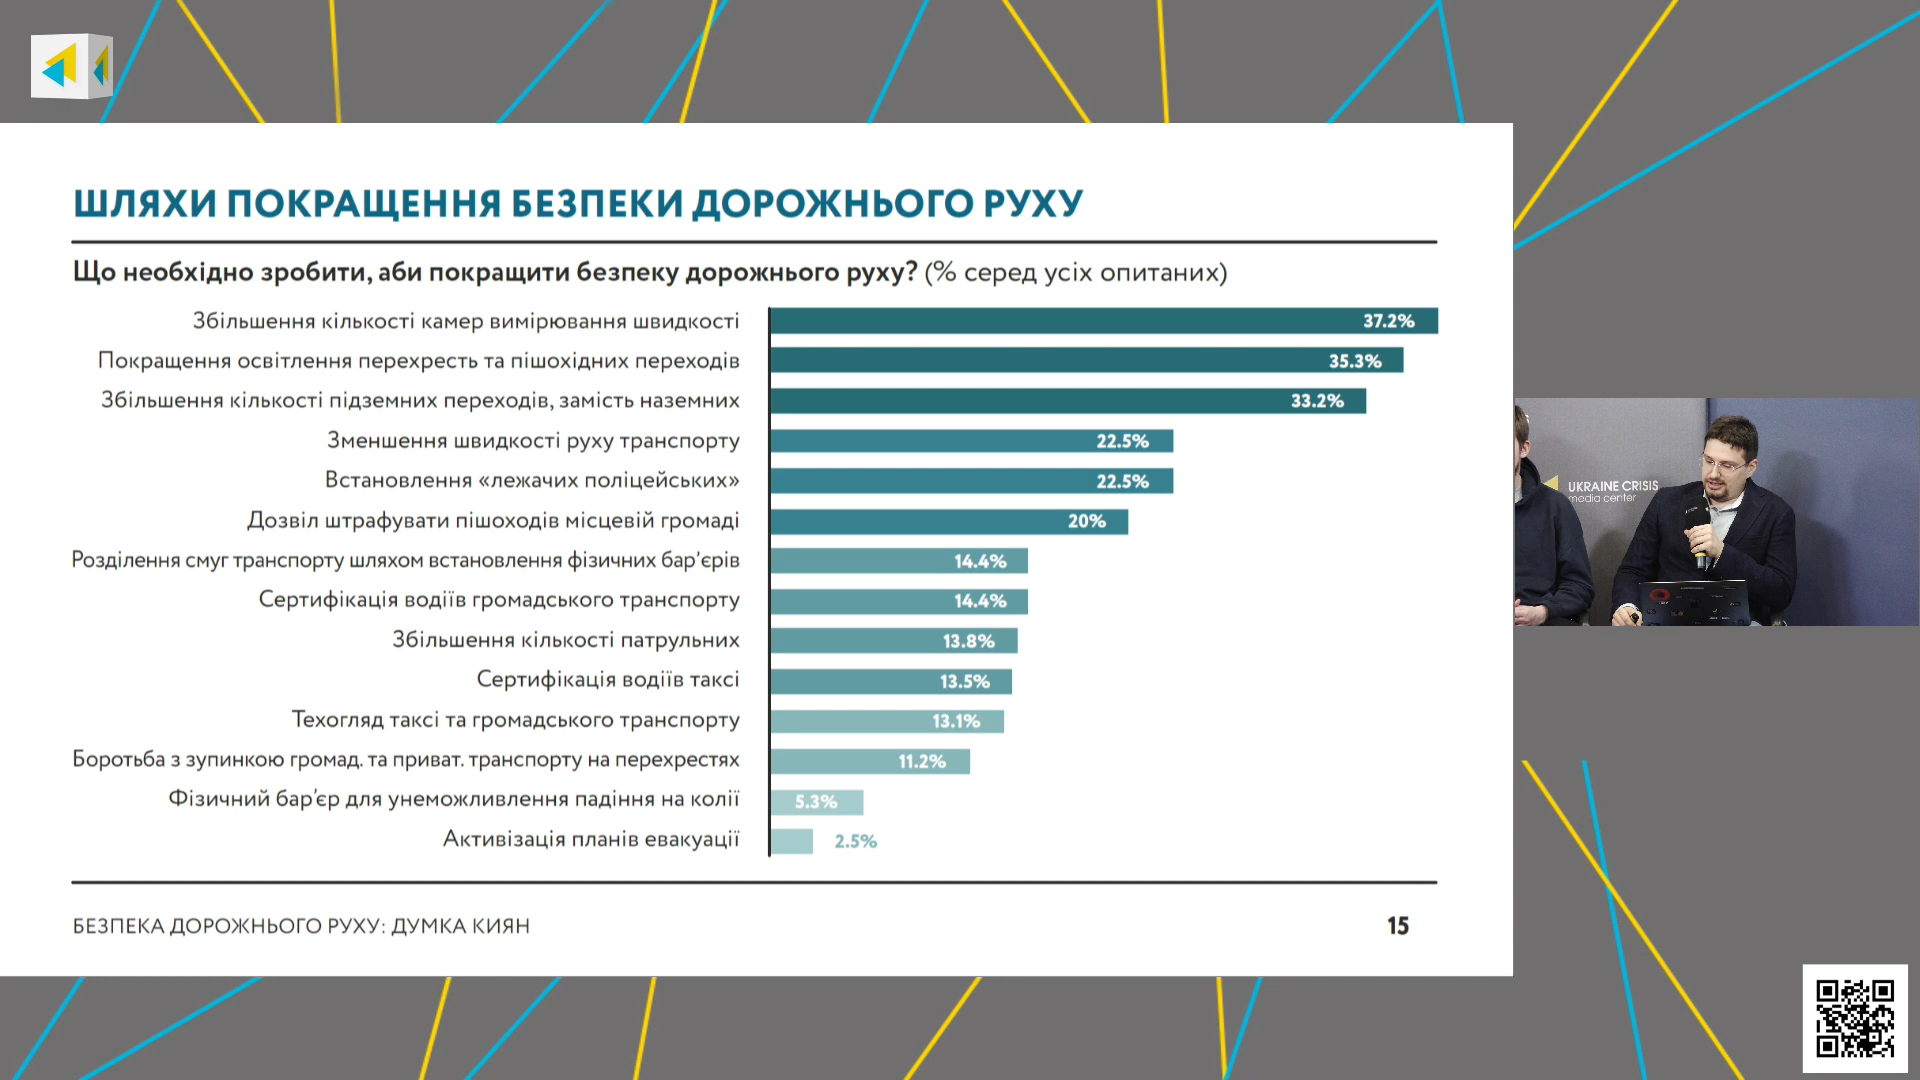 ШЛЯХИ ПОКРАЩЕННЯ БЕЗПЕКИ ДОРОЖНЬОГО РУХУ
Що необхідно зробити, аби покращити безпеку дорожнього руху? (% серед усіх опитаних)
Збільшення кількості камер вимірювання швидкості 37.2%
Покращення освітлення перехресть та пішохідних переходів 35.3%
Збільшення кількості підземних переходів, замість наземних 33.2%
Зменшення швидкості руху транспорту 22.5%
Встановлення «лежачих поліцейських» 22.5%
Дозвіл штрафувати пішоходів місцевій громаді 20%
Розділення смуг транспорту шляхом встановлення фізичних бар’єрів 14.4%
Сертифікація водіїв громадського транспорту 14.4%
Збільшення кількості патрульних 13.8%
Сертифікація водіїв таксі 13.5%
Техогляд таксі та громадського транспорту 13.1%
Боротьба з зупинкою громад. та приват. транспорту на перехрестях 11.2%
Фізичний бар’єр для унеможливлення падіння на колії 5.3%
Активізація планів евакуації 2.5%
БЕЗПЕКА ДОРОЖНЬОГО РУХУ: ДУМКА КИЯН 15
UKRAINE CRISIS
media center